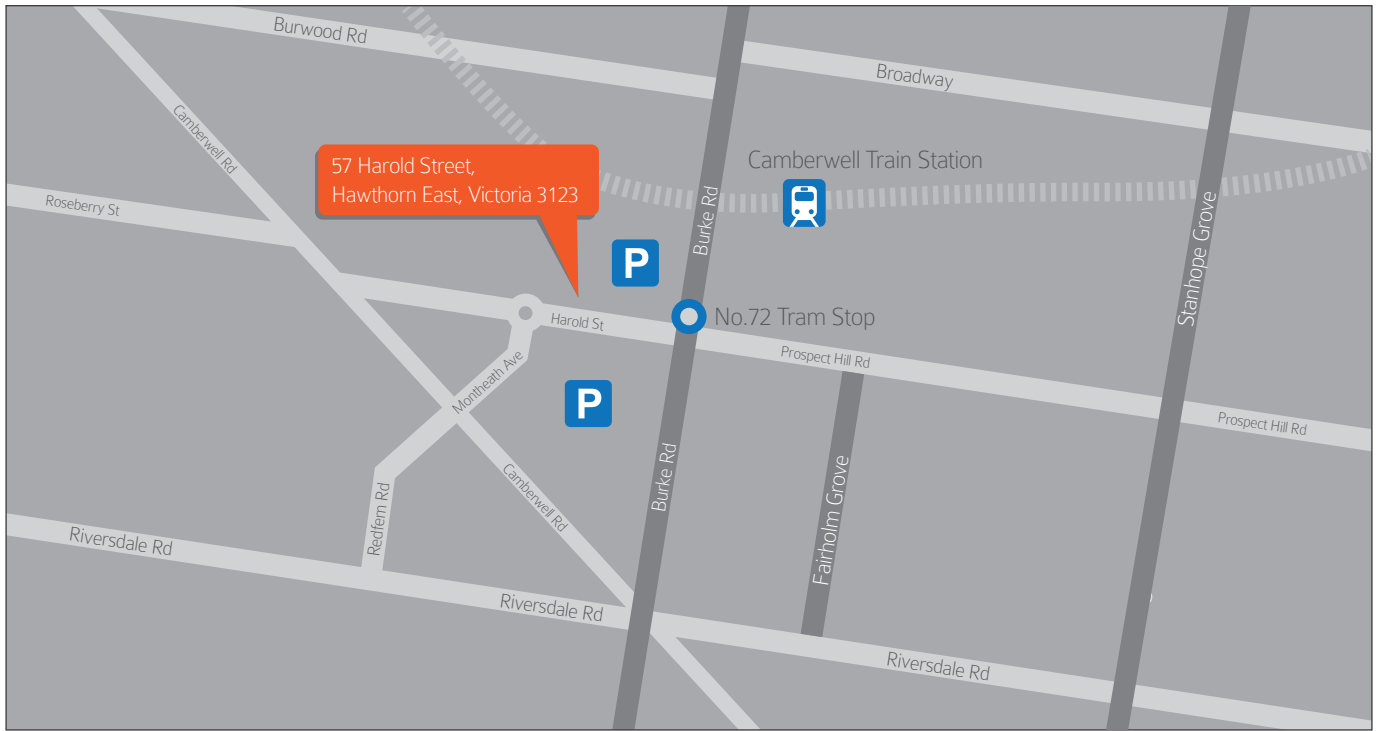 Burwood Rd
Broadway
Camberwell Rd
57 Harold Street,
Hawthorn East, Victoria 3123
Camberwell Train Station
Roseberry St
Burke Rd
Stanhope Grove
P
No.72 Tram Stop
Harold St
Prospect Hill Rd
Montheath Ave
P
Prospect Hill Rd
Burke Rd
Camberwell Rd
Fairholm Grove
Redfern Rd
Riversdale Rd
Riversdale Rd
Riversdale Rd